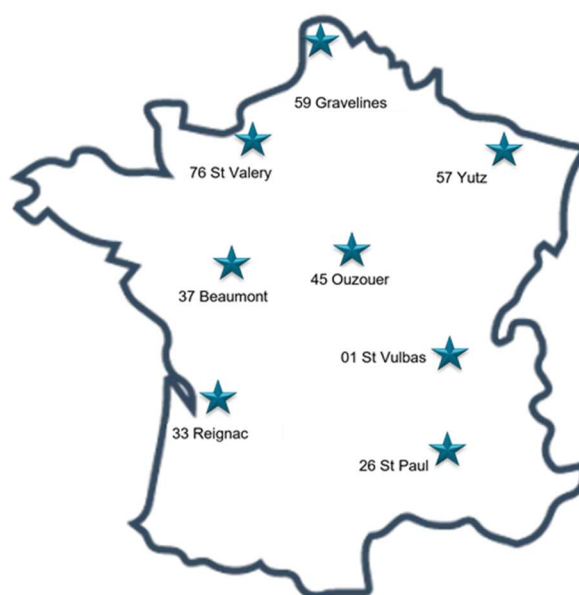 59 Gravelines
76 St Valery
57 Yutz
45 Ouzouer
37 Beaumont
01 St Vulbas
33 Reignac
26 St Paul